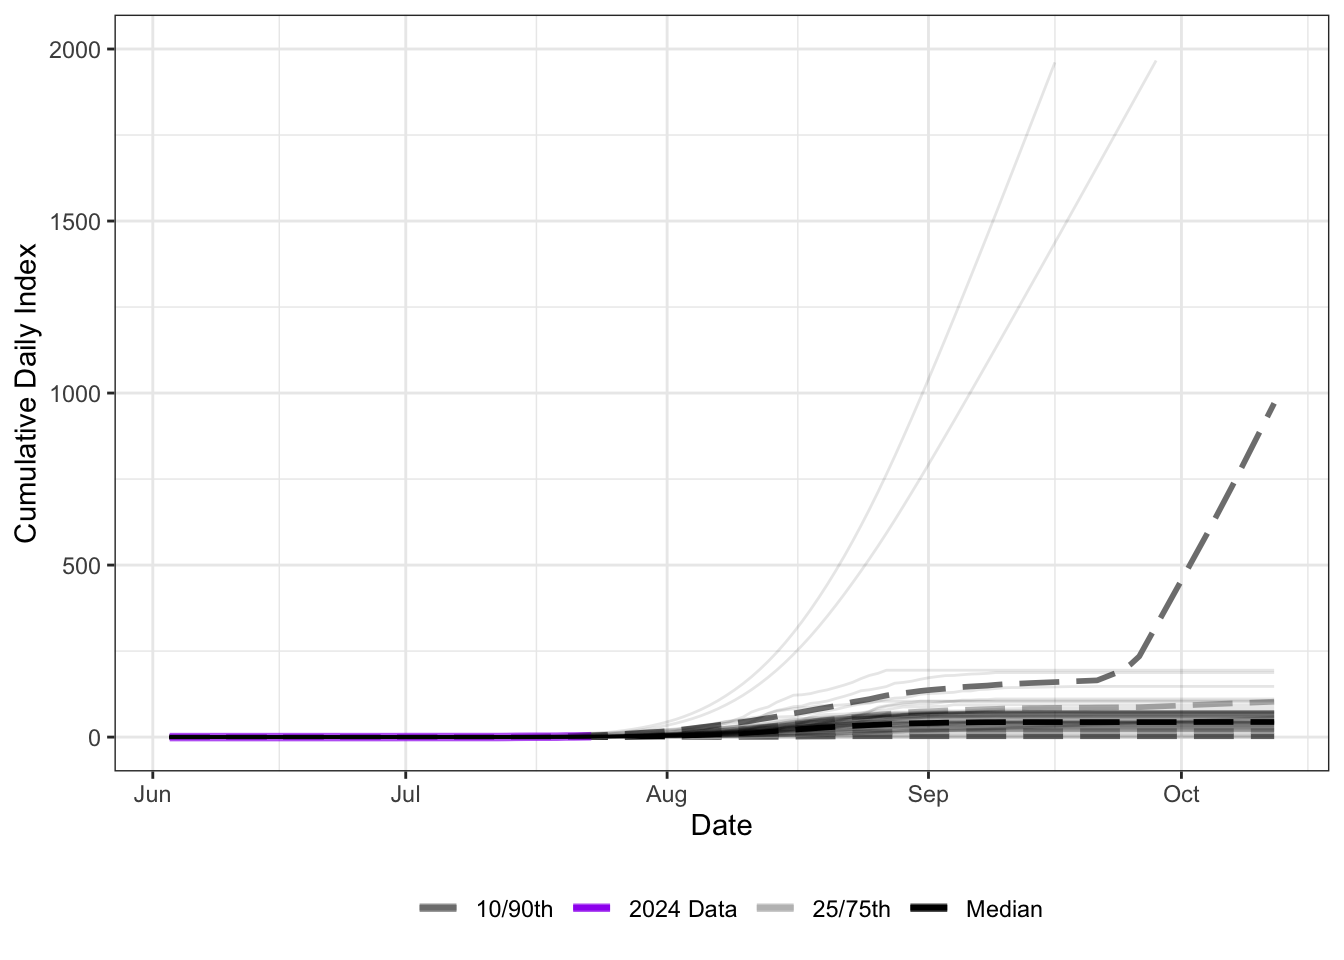 2000
1500
1000
500
0
Cumulative Daily Index
Jun Jul Aug Sep Oct
Date
10/90th 2024 Data 25/75th Median